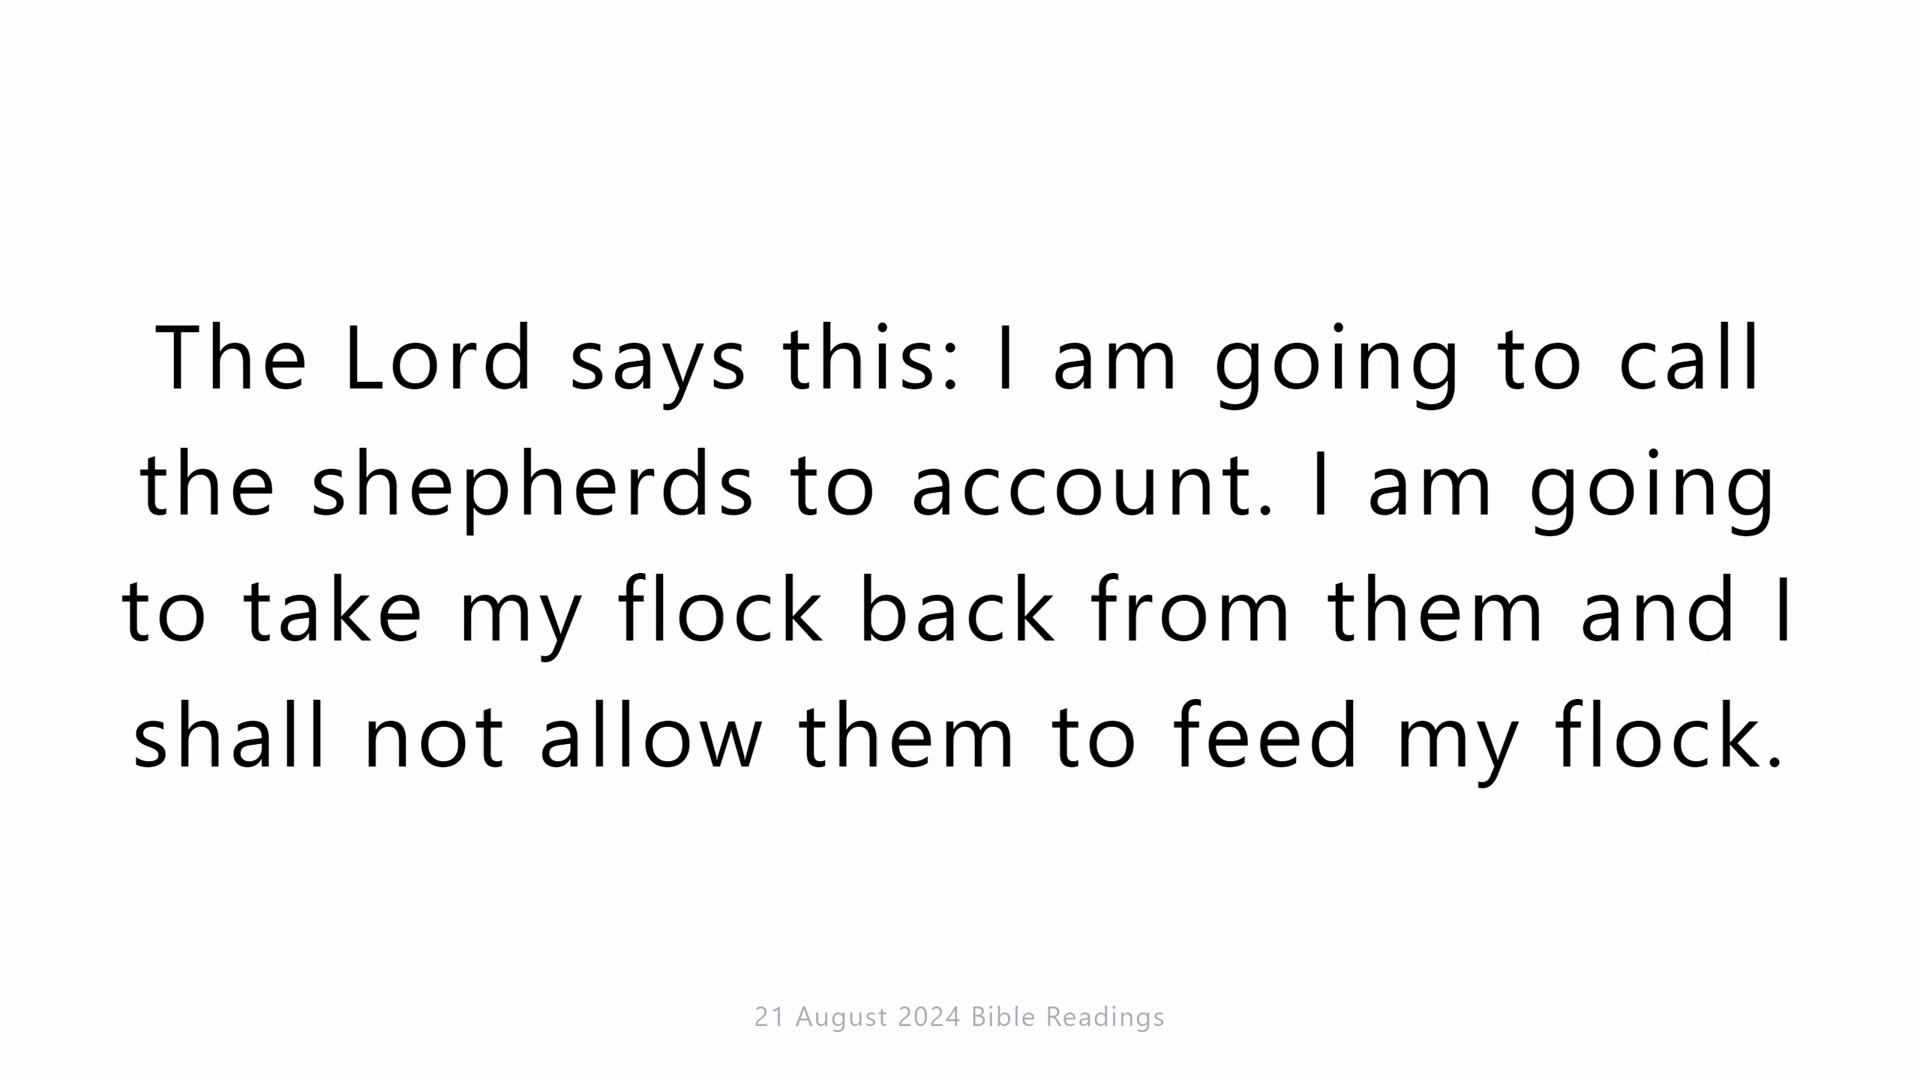 The Lord says this: I am going to call
the shepherds to account. I am going
to take my flock back from them and I
shall not allow them to feed my flock.
21 August 2024 Bible Readings